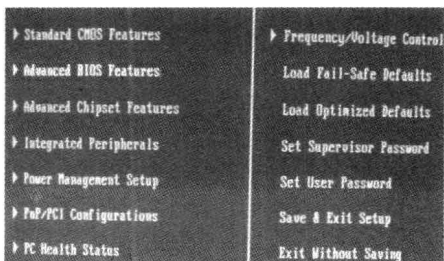 Standard CMOS Features
Advanced BIOS Features
Advanced Chipset Features
Integrated Peripherals
Power Management Setup
PnP/PCI Configurations
PC Health Status
Frequency/Voltage Control
Load Fail-Safe Defaults
Load Optimized Defaults
Set Supervisor Password
Set User Password
Save & Exit Setup
Exit Without Saving